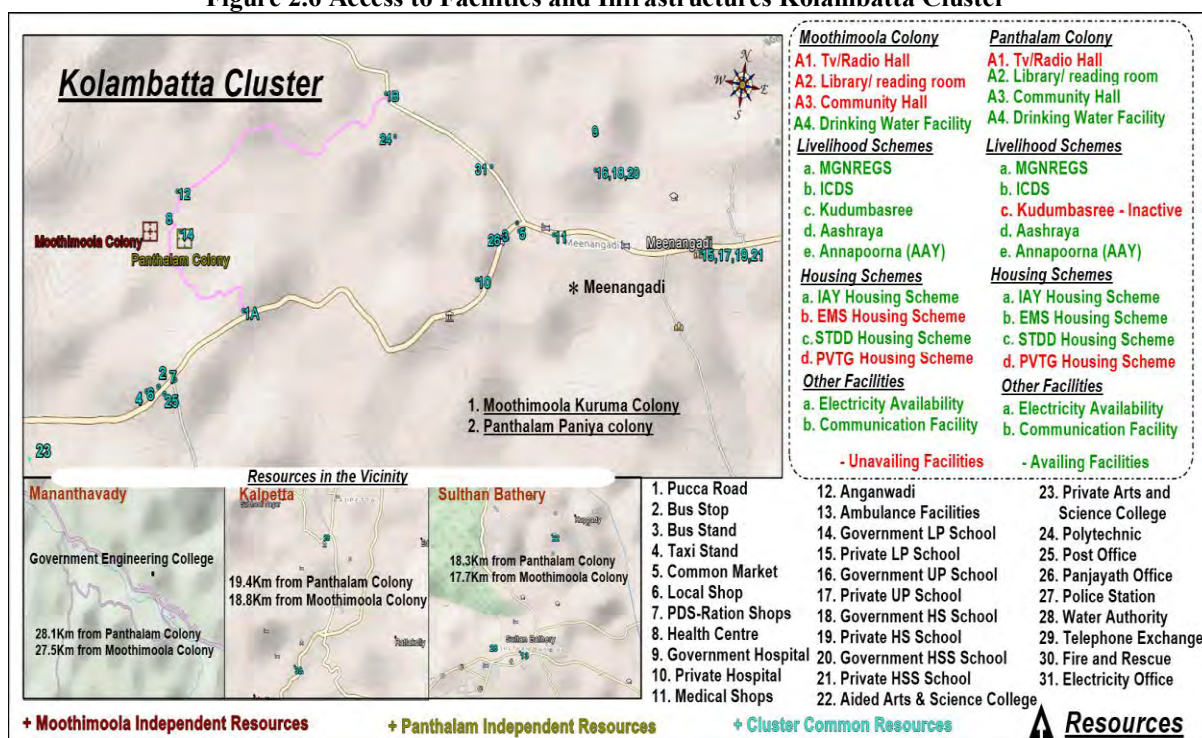 Figure 2.6 Access to Facilities and Infrastructures Kolambatta Cluster
Kolambatta Cluster
N
W
E
S
1B
24
9
31
16,18,20
12
8
14
Moothimoola Colony
Panthalam Colony
26
3
5
11
Meenangadi
Meenangadi
15,17,19,21
10
* Meenangadi
1A
2
7
4
6
25
23
1. Moothimoola Kuruma Colony
2. Panthalam Paniya colony
Moothimoola Colony
A1. Tv/Radio Hall
A2. Library/ reading room
A3. Community Hall
A4. Drinking Water Facility
Livelihood Schemes
a. MGNREGS
b. ICDS
c. Kudumbasree
d. Aashraya
e. Annapoorna (AAY)
Housing Schemes
a. IAY Housing Scheme
b. EMS Housing Scheme
c. STDD Housing Scheme
d. PVTG Housing Scheme
Other Facilities
a. Electricity Availability
b. Communication Facility
Panthalam Colony
A1. Tv/Radio Hall
A2. Library/ reading room
A3. Community Hall
A4. Drinking Water Facility
Livelihood Schemes
a. MGNREGS
b. ICDS
c. Kudumbasree - Inactive
d. Aashraya
e. Annapoorna (AAY)
Housing Schemes
a. IAY Housing Scheme
b. EMS Housing Scheme
c. STDD Housing Scheme
d. PVTG Housing Scheme
Other Facilities
a. Electricity Availability
b. Communication Facility
- Unavailing Facilities
- Availing Facilities
Resources in the Vicinity
Mananthavady
Government Engineering College
28.1Km from Panthalam Colony
27.5Km from Moothimoola Colony
Kalpetta
19.4Km from Panthalam Colony
18.8Km from Moothimoola Colony
Sulthan Bathery
18.3Km from Panthalam Colony
17.7Km from Moothimoola Colony
Sultan Bathery
1. Pucca Road
2. Bus Stop
3. Bus Stand
4. Taxi Stand
5. Common Market
6. Local Shop
7. PDS-Ration Shops
8. Health Centre
9. Government Hospital
10. Private Hospital
11. Medical Shops
12. Anganwadi
13. Ambulance Facilities
14. Government LP School
15. Private LP School
16. Government UP School
17. Private UP School
18. Government HS School
19. Private HS School
20. Government HSS School
21. Private HSS School
22. Aided Arts & Science College
23. Private Arts and
Science College
24. Polytechnic
25. Post Office
26. Panjayath Office
27. Police Station
28. Water Authority
29. Telephone Exchange
30. Fire and Rescue
31. Electricity Office
+ Moothimoola Independent Resources
+ Panthalam Independent Resources
+ Cluster Common Resources
Resources